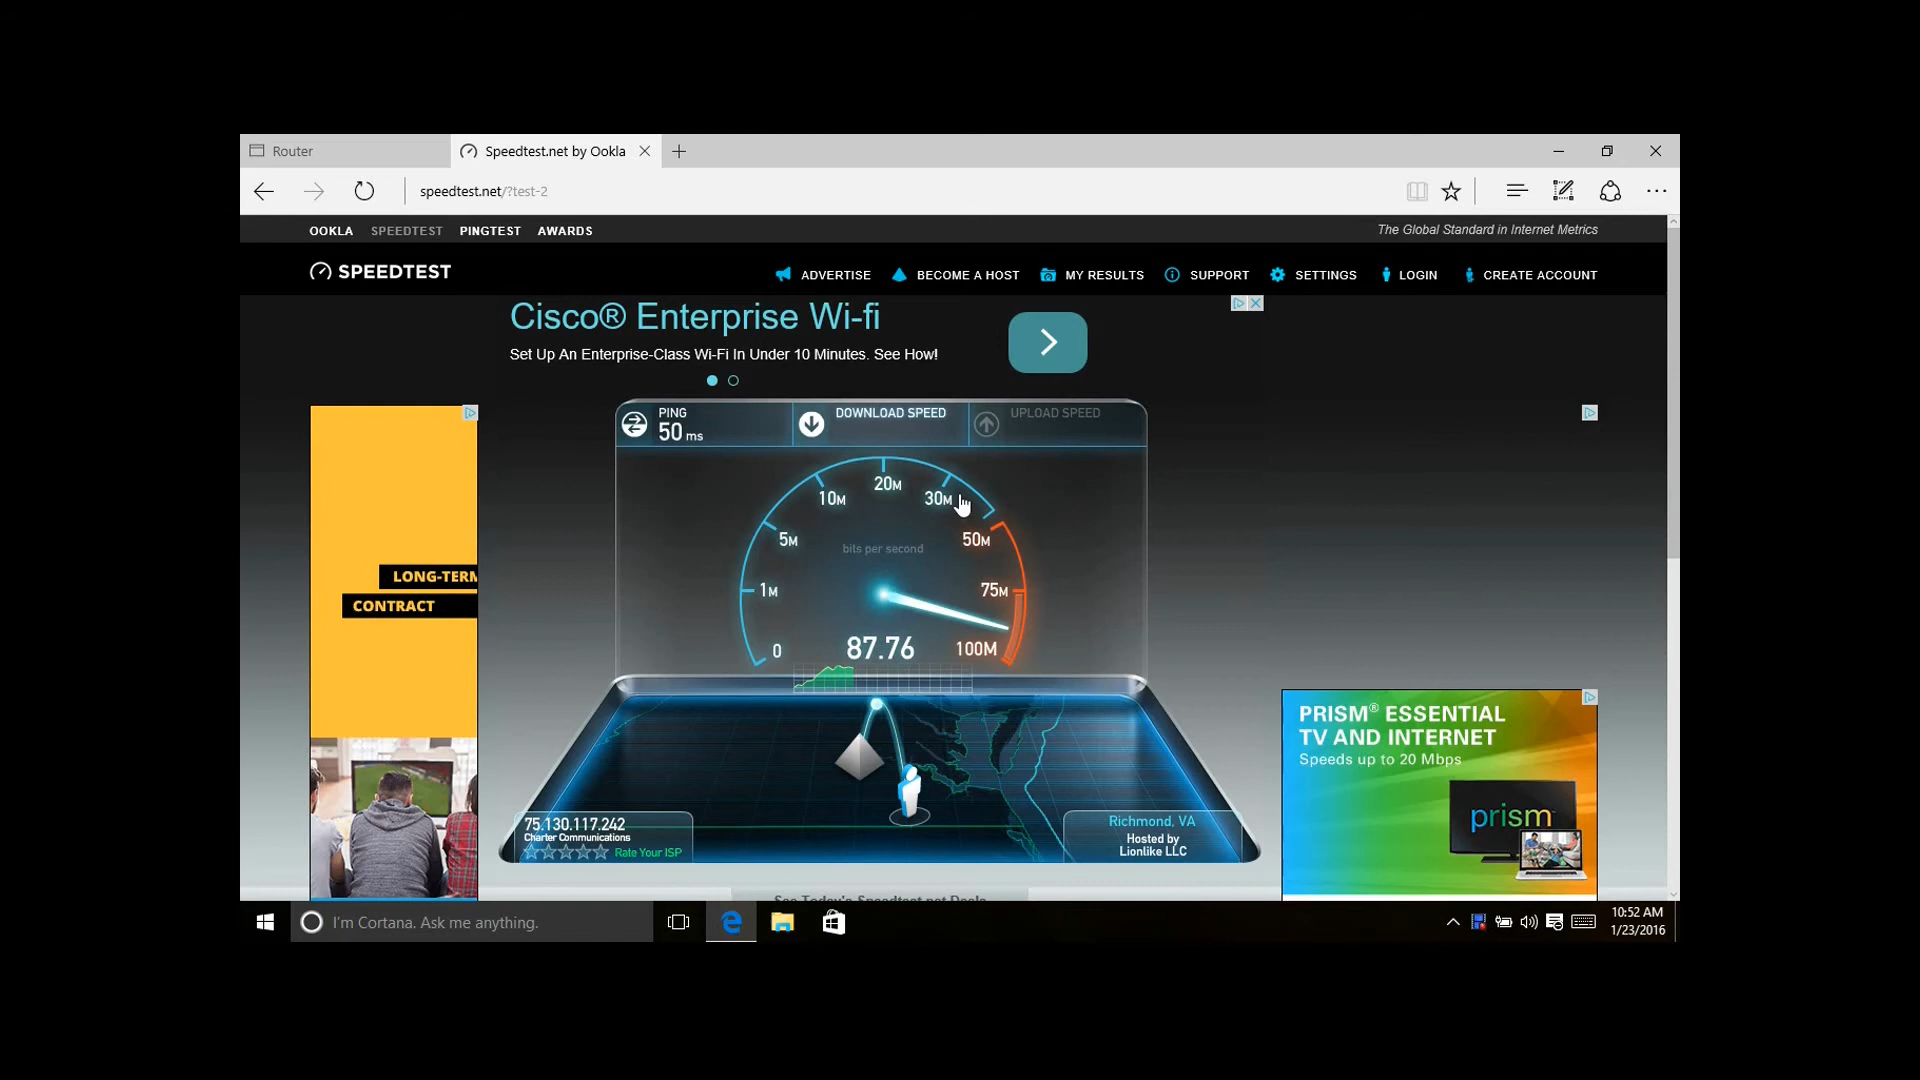 Router
Speedtest.net by Ookla
speedtest.net/?test-2
OOKLA SPEEDTEST PINGTEST AWARDS
The Global Standard in Internet Metrics
SPEEDTEST
ADVERTISE BECOME A HOST MY RESULTS SUPPORT SETTINGS LOGIN CREATE ACCOUNT
Cisco® Enterprise Wi-fi
Set Up An Enterprise-Class Wi-Fi In Under 10 Minutes. See How!
PING
50 ms
DOWNLOAD SPEED
UPLOAD SPEED
20M
10M
30M
5M
50M
bits per second
1M
75M
0
87.76
100M
LONG-TERM
CONTRACT
PRISM® ESSENTIAL
TV AND INTERNET
Speeds up to 20 Mbps
prism
75.130.117.242
Charter Communications
Rate Your ISP
Richmond, VA
Hosted by
Lionlike LLC
See Today's Speedtest.net Deals
I'm Cortana. Ask me anything.
10:52 AM
1/23/2016